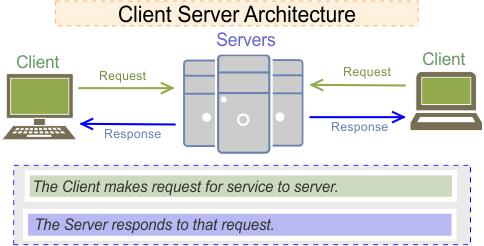 Client Server Architecture
Servers
Client
Client
Request
Request
Response
Response
The Client makes request for service to server.
The Server responds to that request.